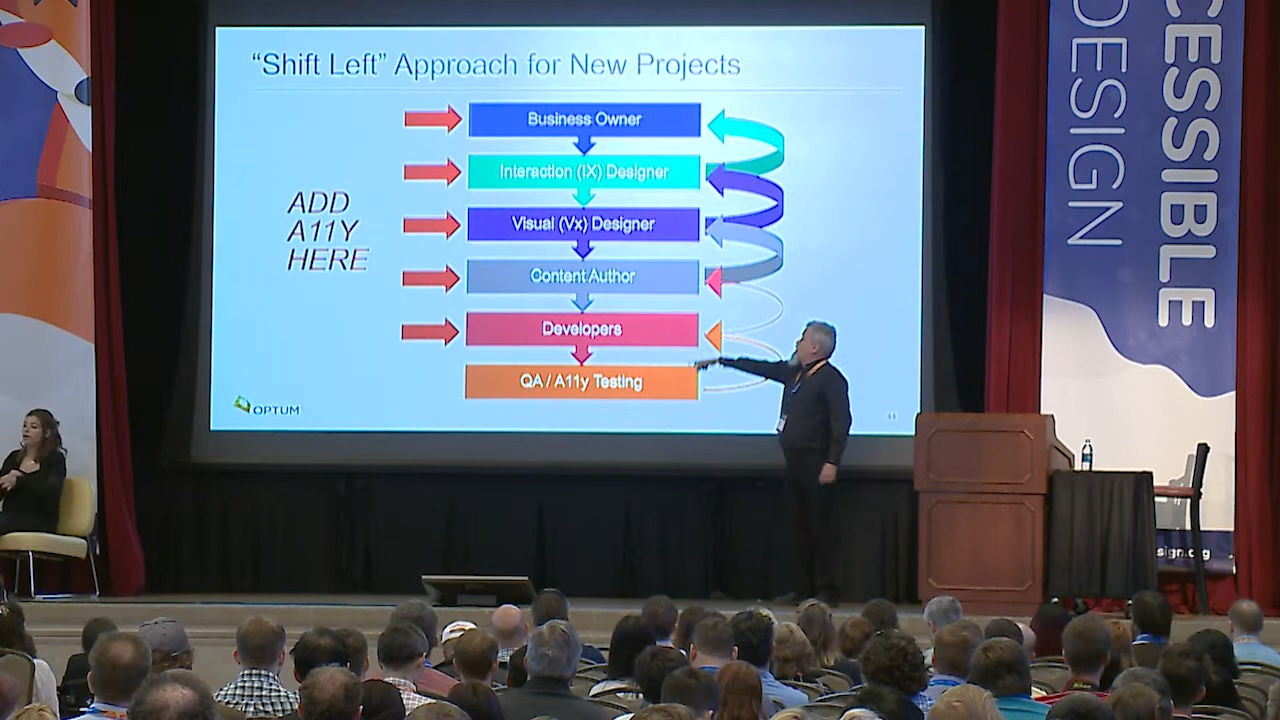 “Shift Left” Approach for New Projects
Business Owner
Interaction (IX) Designer
Visual (Vx) Designer
Content Author
Developers
QA / A11y Testing
ADD
A11Y
HERE
OPTUM
44
CESSIBLE
DESIGN
sign.org